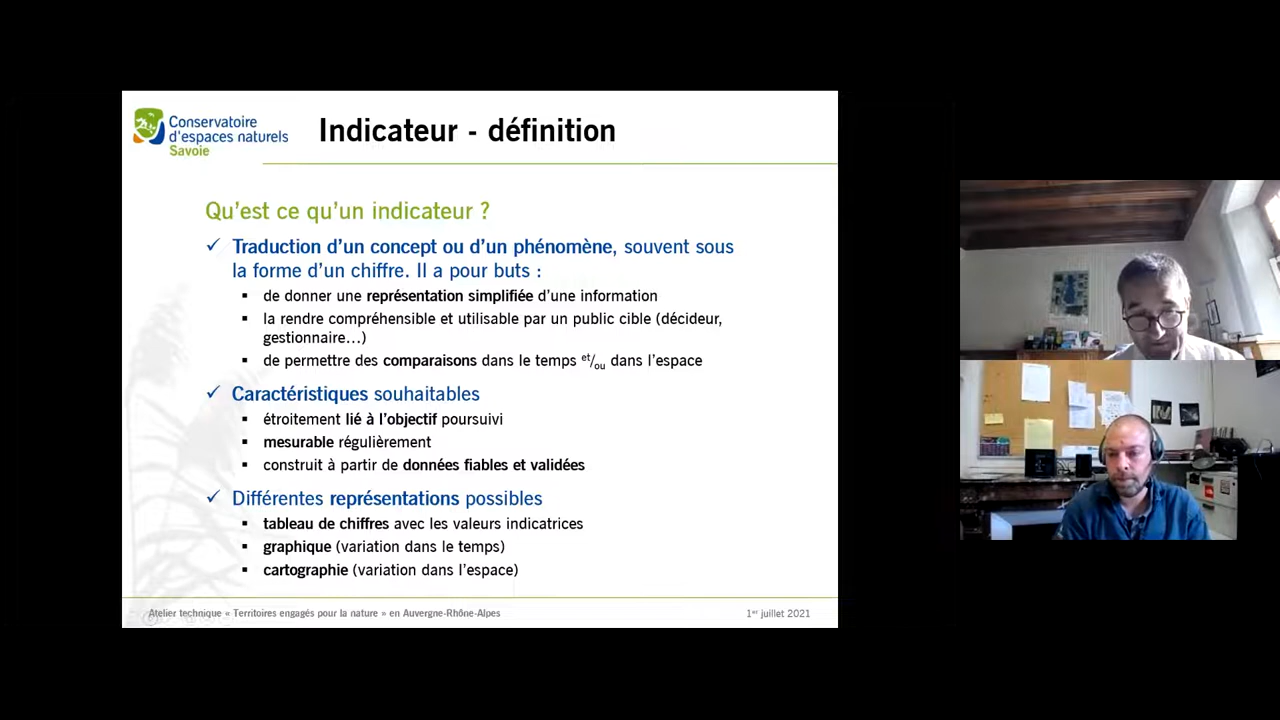 Conservatoire
d'espaces naturels
Savoie
Indicateur - définition
Qu'est ce qu'un indicateur ?
✓ Traduction d'un concept ou d'un phénomène, souvent sous
la forme d'un chiffre. Il a pour buts :
▪ de donner une représentation simplifiée d'une information
▪ la rendre compréhensible et utilisable par un public cible (décideur,
gestionnaire...)
▪ de permettre des comparaisons dans le temps et/ou dans l'espace
✓ Caractéristiques souhaitables
▪ étroitement lié à l'objectif poursuivi
▪ mesurable régulièrement
▪ construit à partir de données fiables et validées
✓ Différentes représentations possibles
▪ tableau de chiffres avec les valeurs indicatrices
▪ graphique (variation dans le temps)
▪ cartographie (variation dans l'espace)
Atelier technique « Territoires engagés pour la nature » en Auvergne-Rhône-Alpes
1er juillet 2021